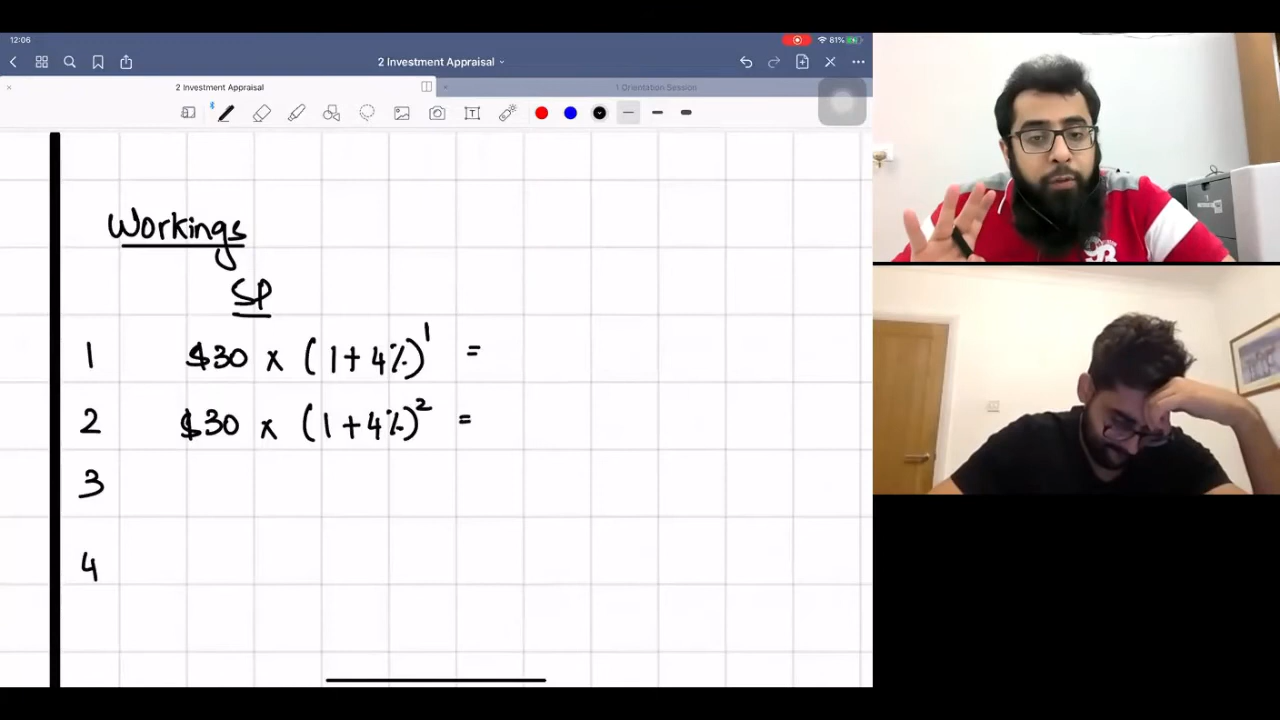 12:06
81%
2 Investment Appraisal
2 Investment Appraisal
1 Orientation Session
Workings
SP
1 $30 x (1+4%)¹ =
2 $30 x (1+4%)² =
3
4